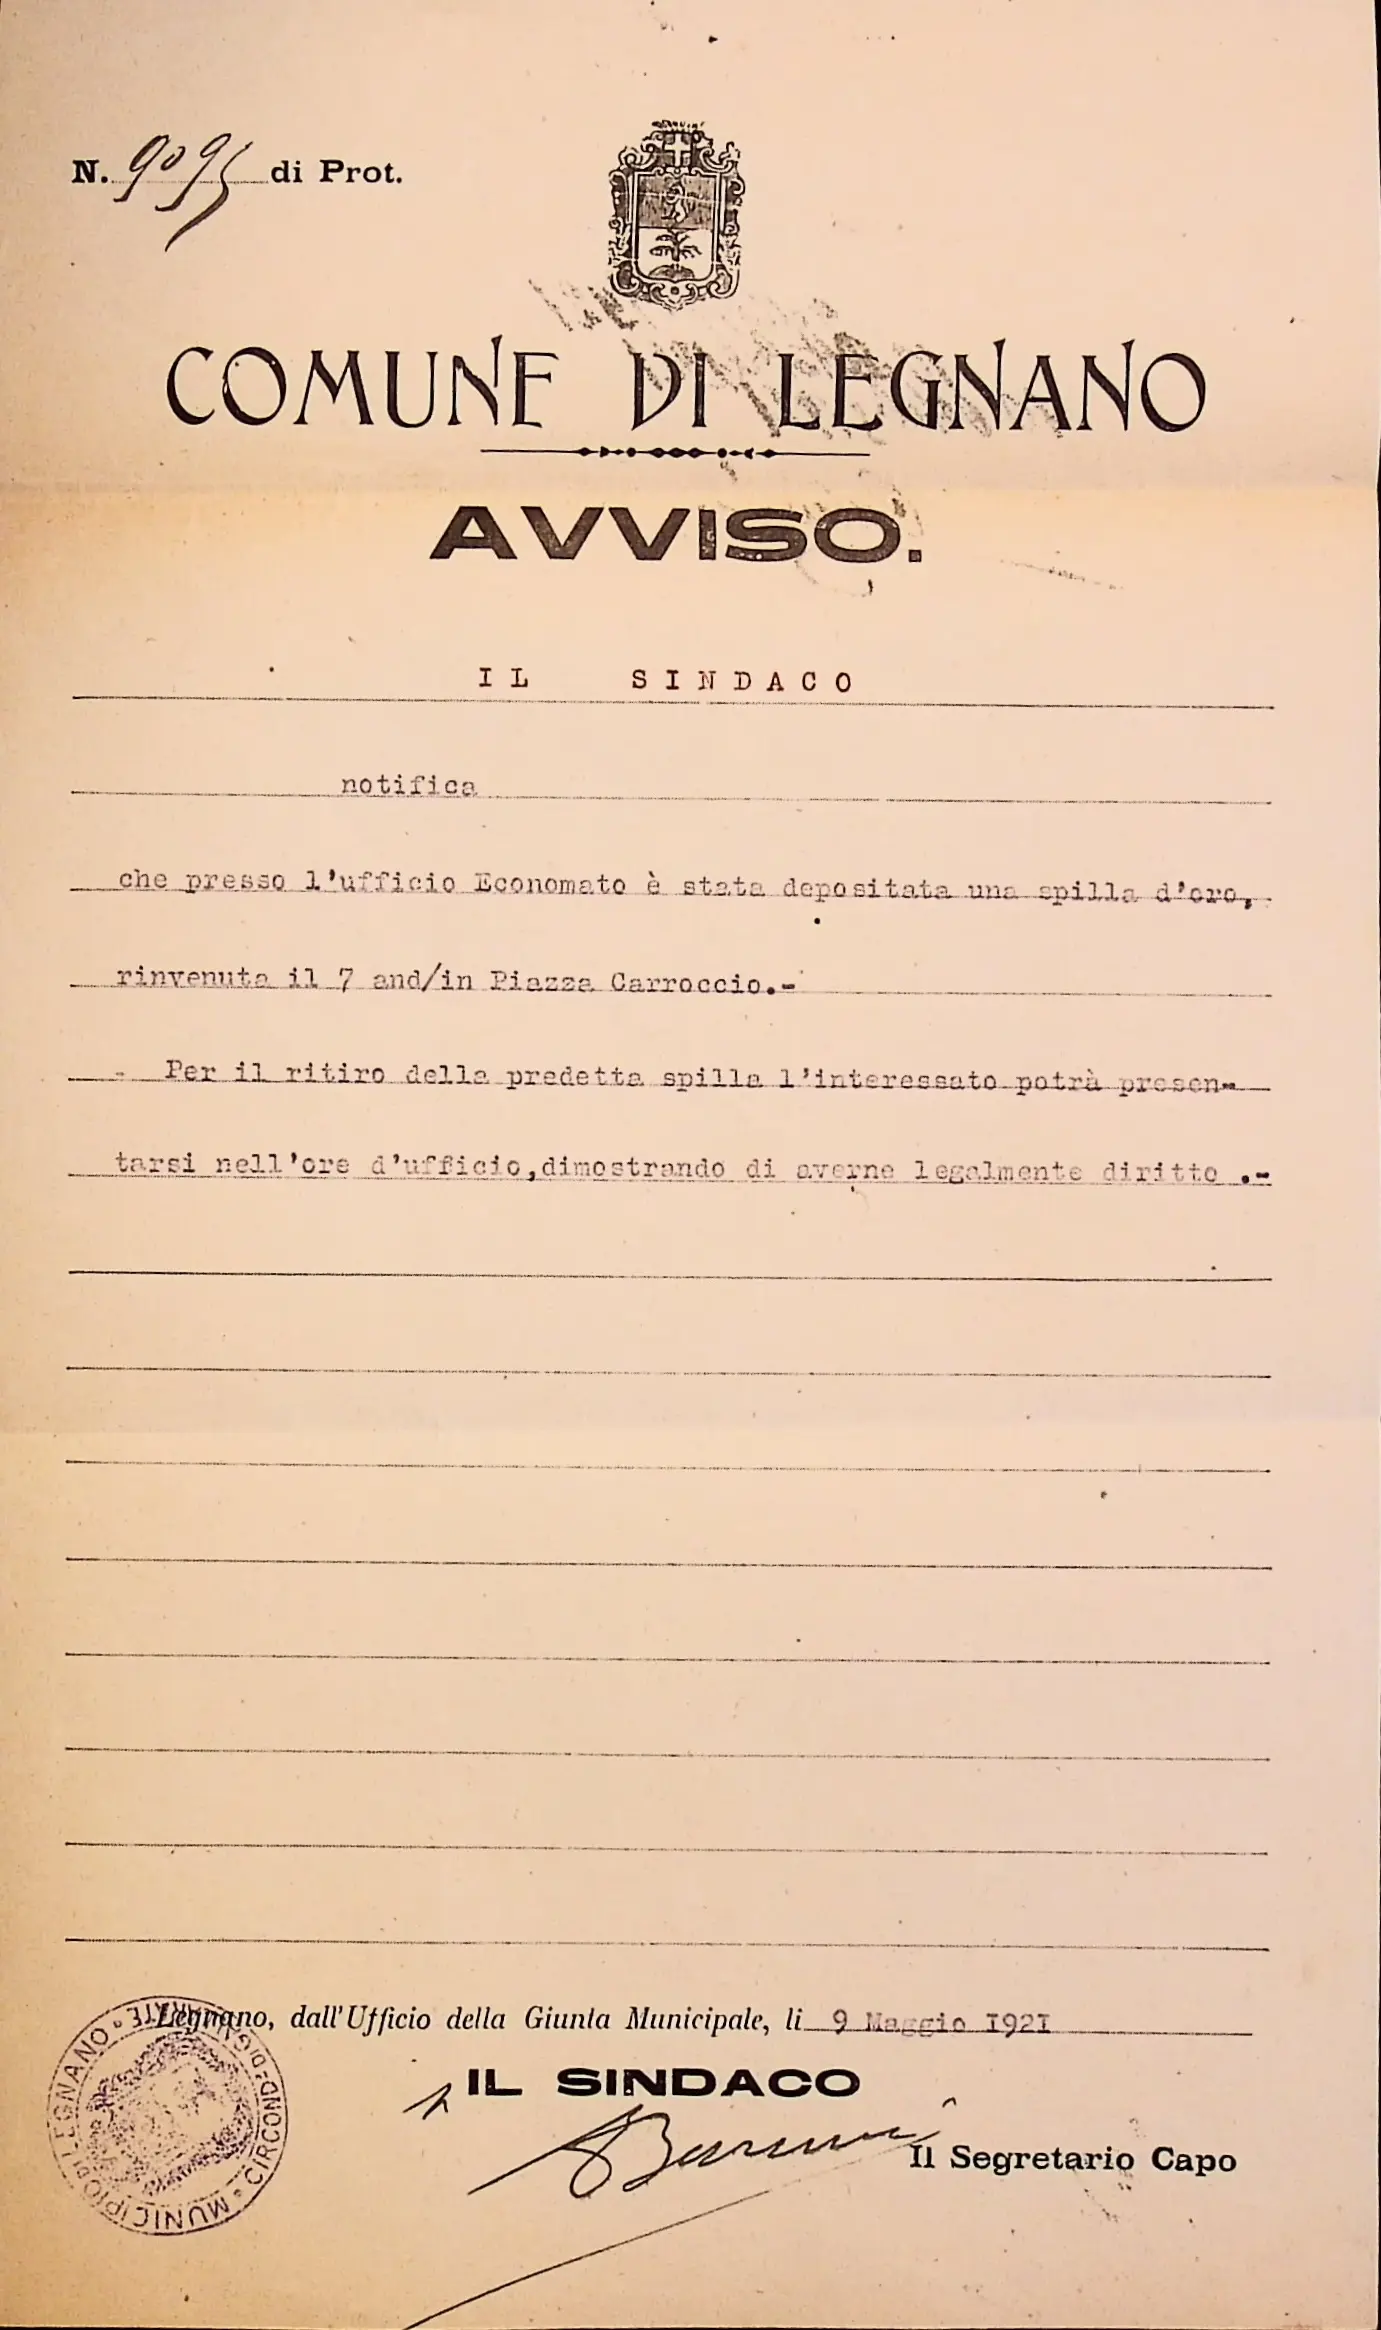 N. 9095 di Prot.
COMUNE DI LEGNANO
AVVISO.
IL SINDACO
notifica
che presso l'ufficio Economato è stata depositata una spilla d'oro,
rinvenuta il 7 and/in Piazza Carroccio.-
- Per il ritiro della predetta spilla l'interessato potrà presen-
tarsi nell'ore d'ufficio,dimostrando di averne legalmente diritto .-
Legnano, dall'Ufficio della Giunta Municipale, li 9 Maggio 1921
IL SINDACO
Il Segretario Capo
MUNICIPIO DI LEGNANO